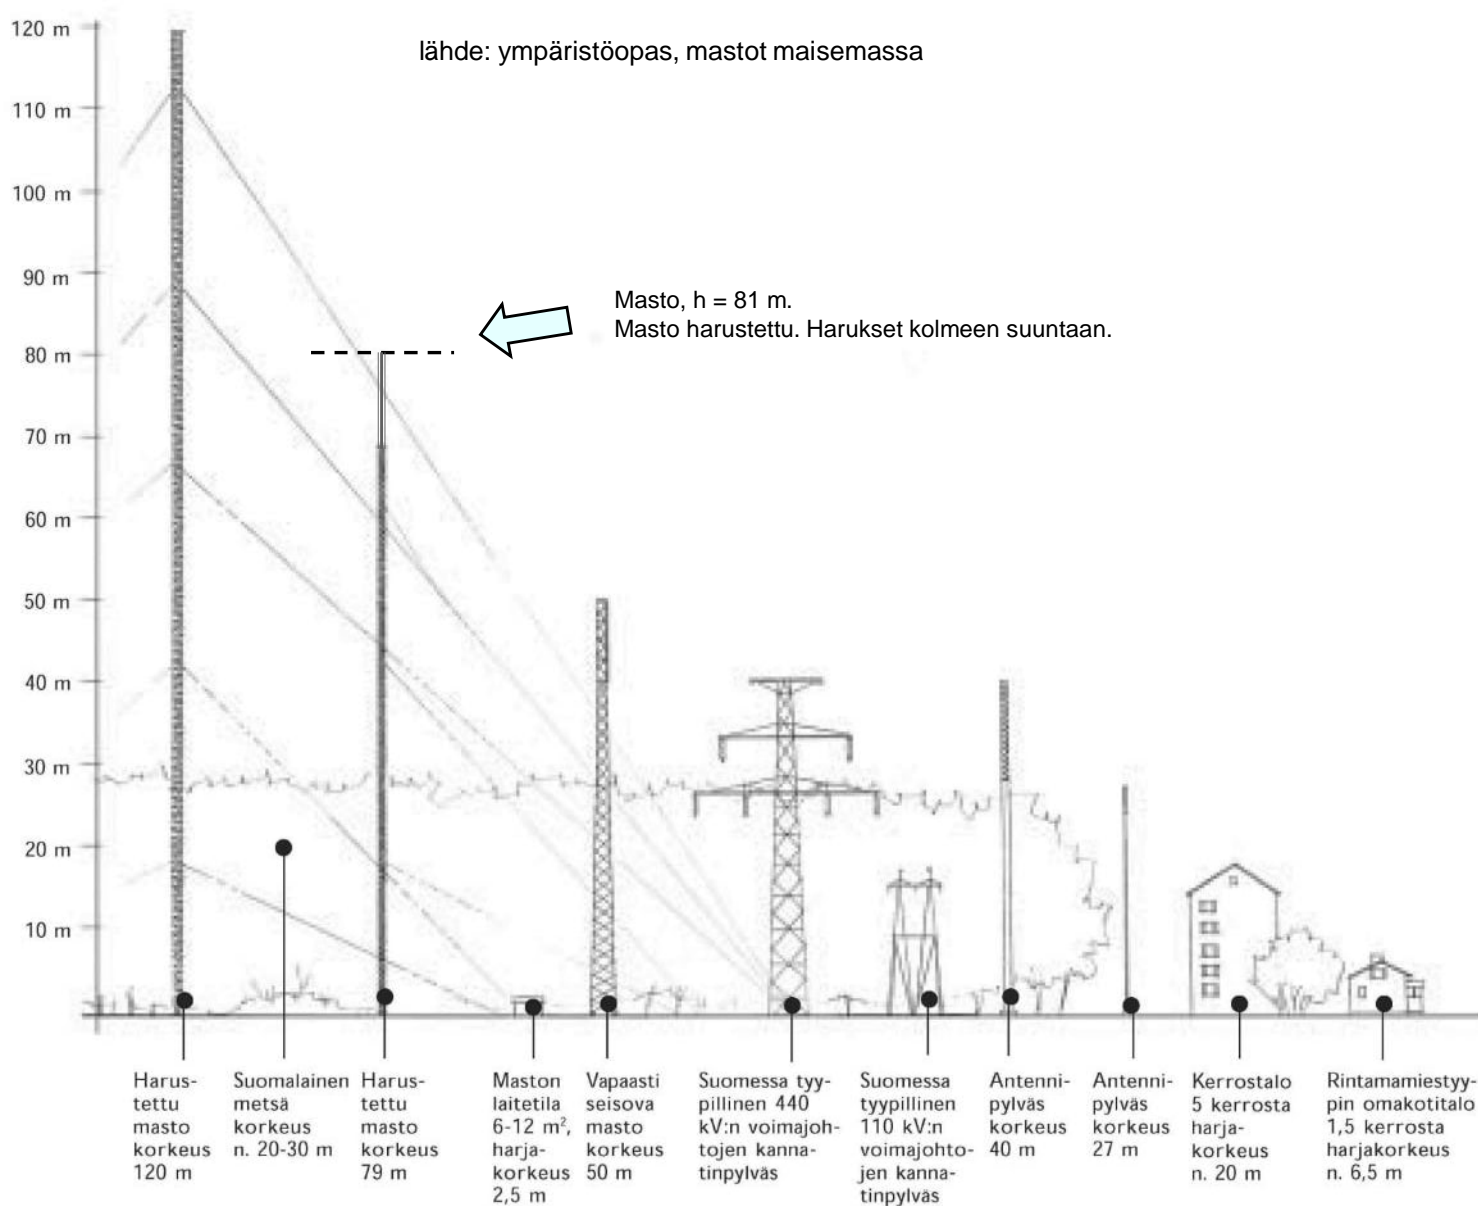 120 m
lähde: ympäristöopas, mastot maisemassa
110 m
100 m
90 m
Masto, h = 81 m.
Masto harustettu. Harukset kolmeen suuntaan.
80 m
70 m
60 m
50 m
40 m
30 m
20 m
10 m
Harus-
tettu
masto
korkeus
120 m
Suomalainen
metsä
korkeus
n. 20-30 m
Harus-
tettu
masto
korkeus
79 m
Maston
laitetila
6-12 m²,
harja-
korkeus
2,5 m
Vapaasti
seisova
masto
korkeus
50 m
Suomessa tyy-
pillinen 440
kV:n voimajoh-
tojen kanna-
tinpylväs
Suomessa
tyypillinen
110 kV:n
voimajohto-
jen kanna-
tinpylväs
Antenni-
pylväs
korkeus
40 m
Antenni-
pylväs
korkeus
27 m
Kerrostalo
5 kerrosta
harja-
korkeus
n. 20 m
Rintamamiestyy-
pin omakotitalo
1,5 kerrosta
harjakorkeus
n. 6,5 m